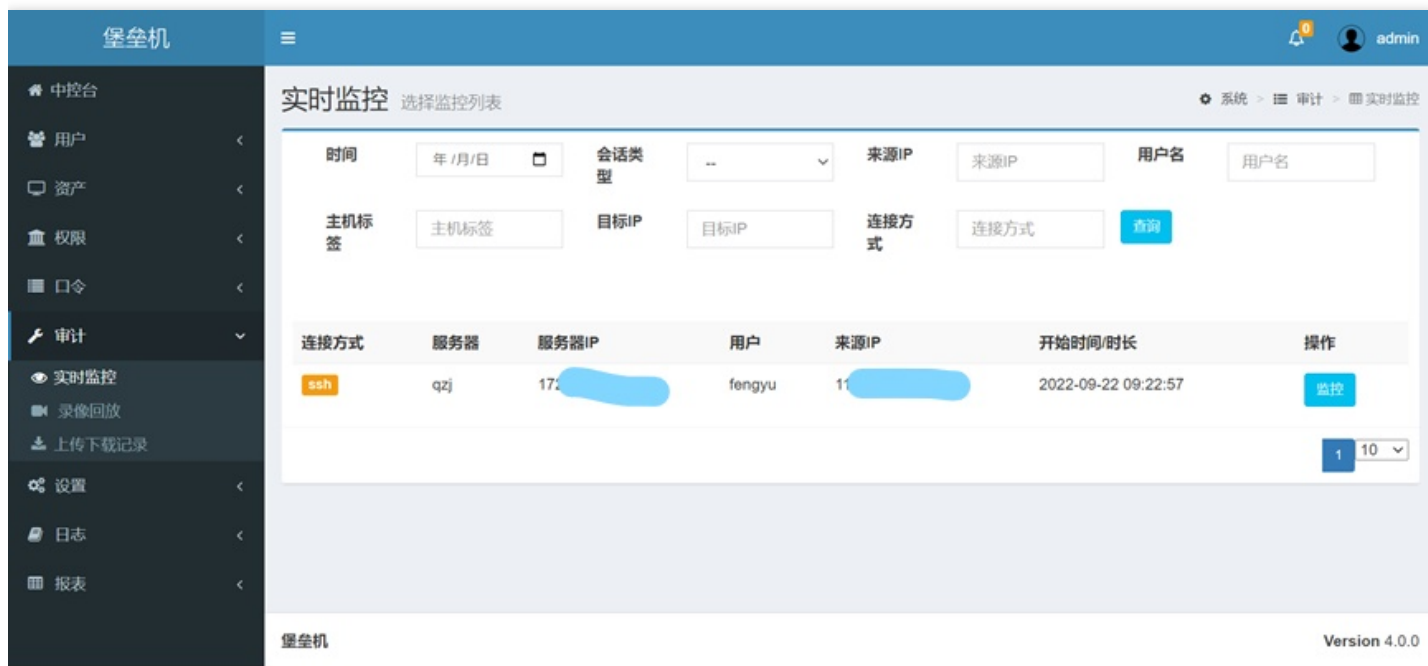 堡垒机
0
admin
中控台
用户
资产
权限
口令
审计
实时监控
录像回放
上传下载记录
设置
日志
报表
实时监控 选择监控列表
系统 > 审计 > 实时监控
时间 年 /月/日 会话类型 -- 来源IP 来源IP 用户名 用户名
主机标签 主机标签 目标IP 目标IP 连接方式 连接方式 查询
连接方式 服务器 服务器IP 用户 来源IP 开始时间/时长 操作
ssh qzj 172 fengyu 11 2022-09-22 09:22:57 监控
1 10
堡垒机 Version 4.0.0